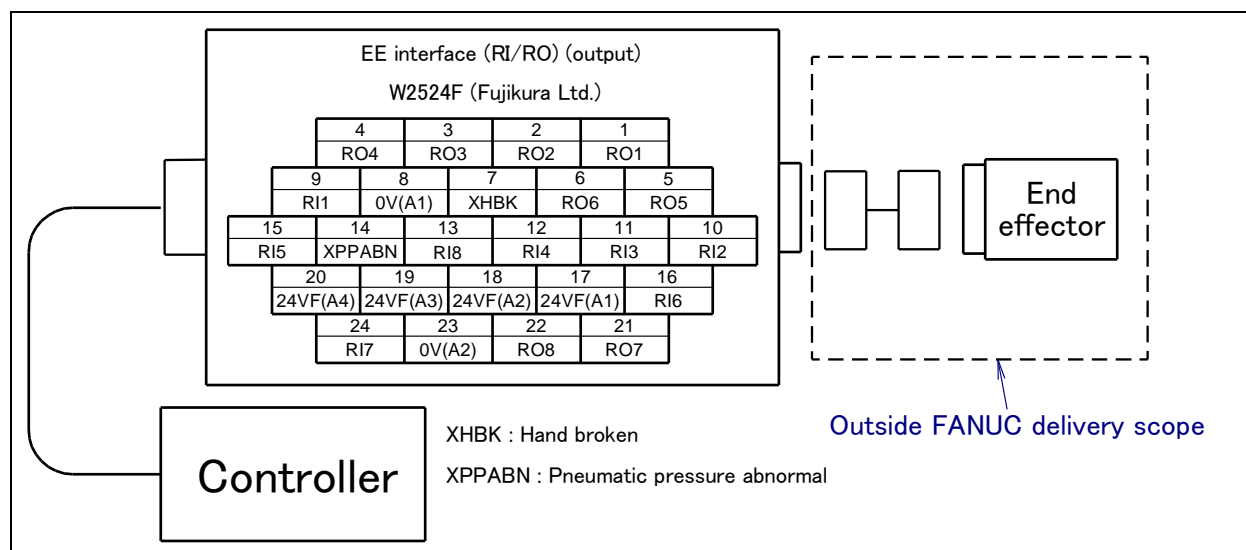 EE interface (RI/RO) (output)
W2524F (Fujikura Ltd.)
4 3 2 1
RO4 RO3 RO2 RO1
9 8 7 6 5
RI1 0V(A1) XHBK RO6 RO5
15 14 13 12 11 10
RI5 XPPABN RI8 RI4 RI3 RI2
20 19 18 17 16
24VF(A4) 24VF(A3) 24VF(A2) 24VF(A1) RI6
24 23 22 21
RI7 0V(A2) RO8 RO7
End
effector
Outside FANUC delivery scope
Controller
XHBK : Hand broken
XPPABN : Pneumatic pressure abnormal